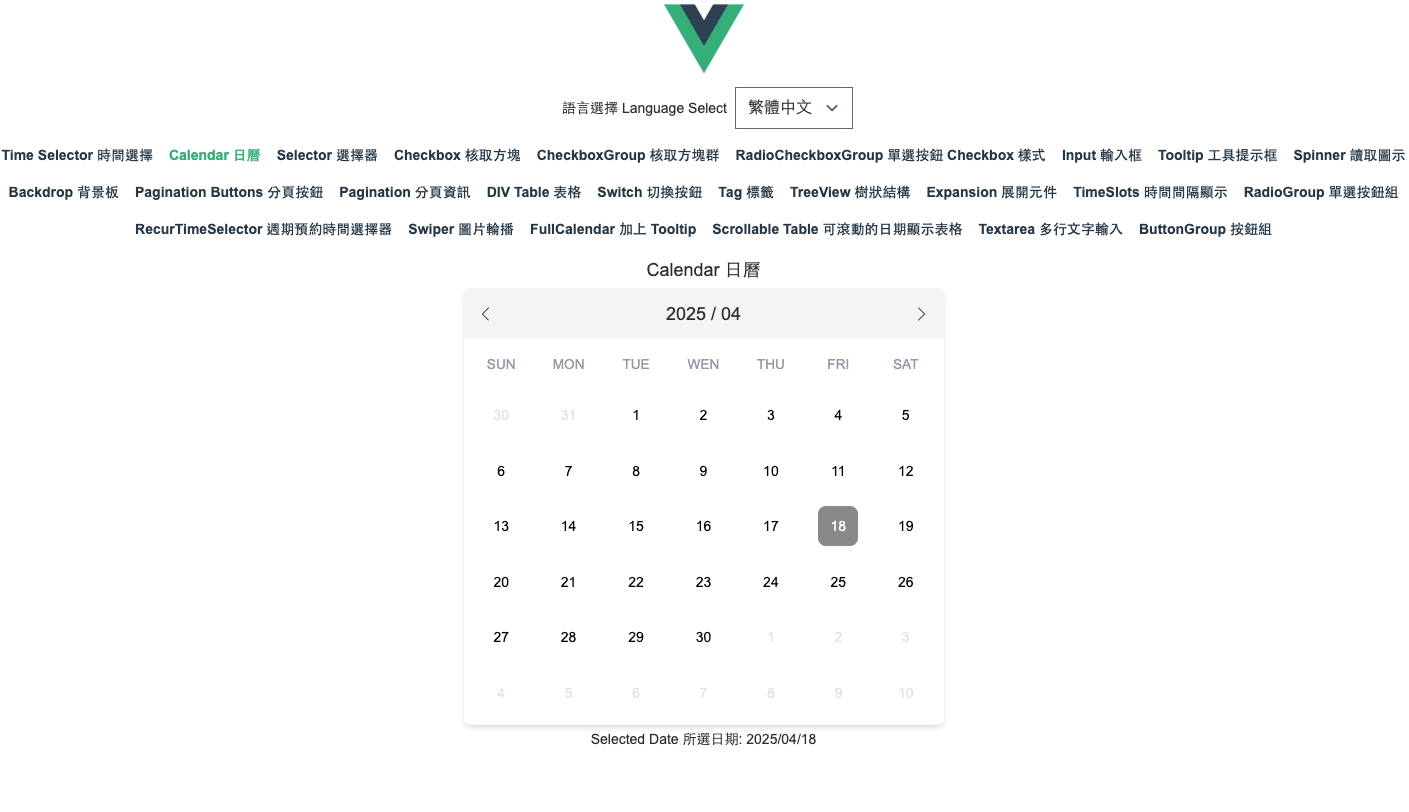 語言選擇 Language Select 繁體中文
Time Selector 時間選擇 Calendar 日曆 Selector 選擇器 Checkbox 核取方塊 CheckboxGroup 核取方塊群 RadioCheckboxGroup 單選按鈕 Checkbox 樣式 Input 輸入框 Tooltip 工具提示框 Spinner 讀取圖示
Backdrop 背景板 Pagination Buttons 分頁按鈕 Pagination 分頁資訊 DIV Table 表格 Switch 切換按鈕 Tag 標籤 TreeView 樹狀結構 Expansion 展開元件 TimeSlots 時間間隔顯示 RadioGroup 單選按鈕組
RecurTimeSelector 週期預約時間選擇器 Swiper 圖片輪播 FullCalendar 加上 Tooltip Scrollable Table 可滾動的日期顯示表格 Textarea 多行文字輸入 ButtonGroup 按鈕組
Calendar 日曆
2025 / 04
SUN MON TUE WEN THU FRI SAT
30 31 1 2 3 4 5
6 7 8 9 10 11 12
13 14 15 16 17 18 19
20 21 22 23 24 25 26
27 28 29 30 1 2 3
4 5 6 7 8 9 10
Selected Date 所選日期: 2025/04/18